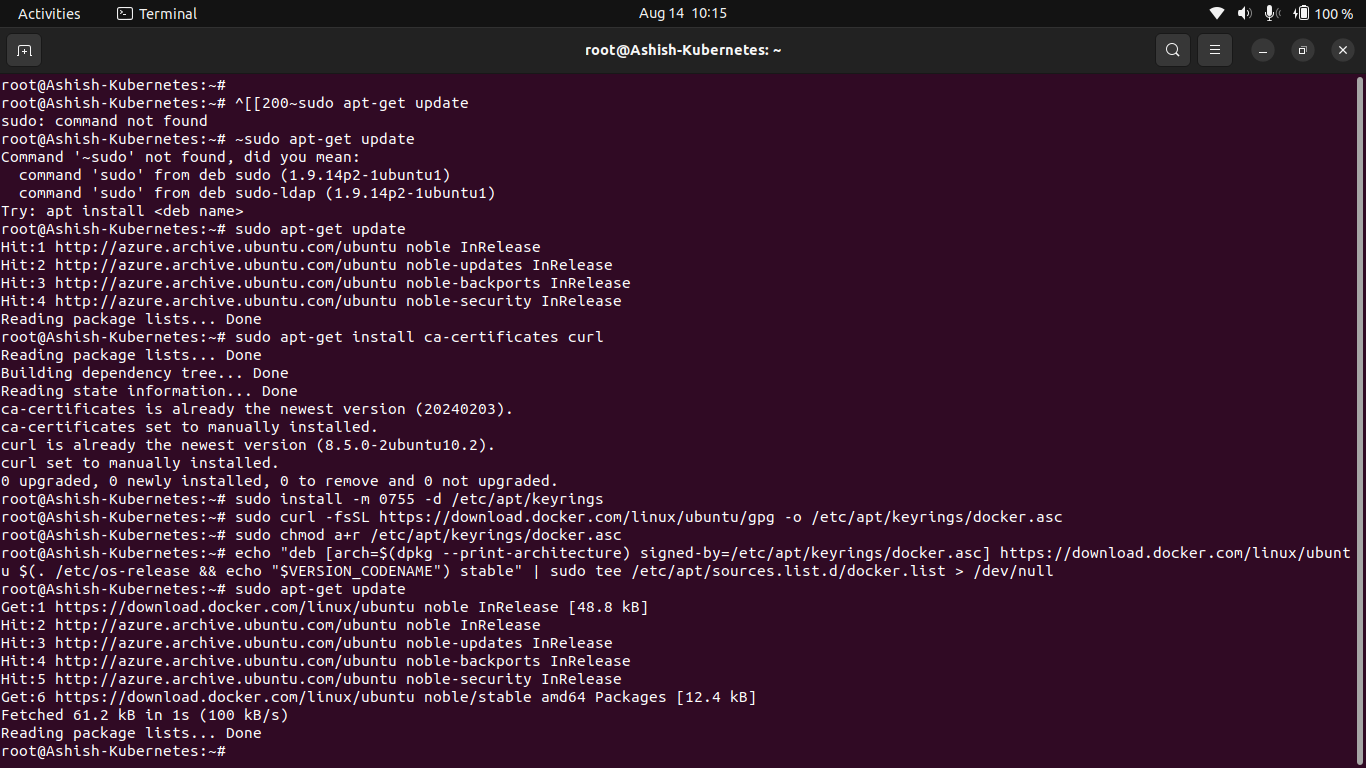 Activities Terminal Aug 14 10:15 100 %
root@Ashish-Kubernetes: ~
root@Ashish-Kubernetes:~#
root@Ashish-Kubernetes:~# ^[[200~sudo apt-get update
sudo: command not found
root@Ashish-Kubernetes:~# ~sudo apt-get update
Command '~sudo' not found, did you mean:
  command 'sudo' from deb sudo (1.9.14p2-1ubuntu1)
  command 'sudo' from deb sudo-ldap (1.9.14p2-1ubuntu1)
Try: apt install <deb name>
root@Ashish-Kubernetes:~# sudo apt-get update
Hit:1 http://azure.archive.ubuntu.com/ubuntu noble InRelease
Hit:2 http://azure.archive.ubuntu.com/ubuntu noble-updates InRelease
Hit:3 http://azure.archive.ubuntu.com/ubuntu noble-backports InRelease
Hit:4 http://azure.archive.ubuntu.com/ubuntu noble-security InRelease
Reading package lists... Done
root@Ashish-Kubernetes:~# sudo apt-get install ca-certificates curl
Reading package lists... Done
Building dependency tree... Done
Reading state information... Done
ca-certificates is already the newest version (20240203).
ca-certificates set to manually installed.
curl is already the newest version (8.5.0-2ubuntu10.2).
curl set to manually installed.
0 upgraded, 0 newly installed, 0 to remove and 0 not upgraded.
root@Ashish-Kubernetes:~# sudo install -m 0755 -d /etc/apt/keyrings
root@Ashish-Kubernetes:~# sudo curl -fsSL https://download.docker.com/linux/ubuntu/gpg -o /etc/apt/keyrings/docker.asc
root@Ashish-Kubernetes:~# sudo chmod a+r /etc/apt/keyrings/docker.asc
root@Ashish-Kubernetes:~# echo "deb [arch=$(dpkg --print-architecture) signed-by=/etc/apt/keyrings/docker.asc] https://download.docker.com/linux/ubunt
u $(. /etc/os-release && echo "$VERSION_CODENAME") stable" | sudo tee /etc/apt/sources.list.d/docker.list > /dev/null
root@Ashish-Kubernetes:~# sudo apt-get update
Get:1 https://download.docker.com/linux/ubuntu noble InRelease [48.8 kB]
Hit:2 http://azure.archive.ubuntu.com/ubuntu noble InRelease
Hit:3 http://azure.archive.ubuntu.com/ubuntu noble-updates InRelease
Hit:4 http://azure.archive.ubuntu.com/ubuntu noble-backports InRelease
Hit:5 http://azure.archive.ubuntu.com/ubuntu noble-security InRelease
Get:6 https://download.docker.com/linux/ubuntu noble/stable amd64 Packages [12.4 kB]
Fetched 61.2 kB in 1s (100 kB/s)
Reading package lists... Done
root@Ashish-Kubernetes:~#